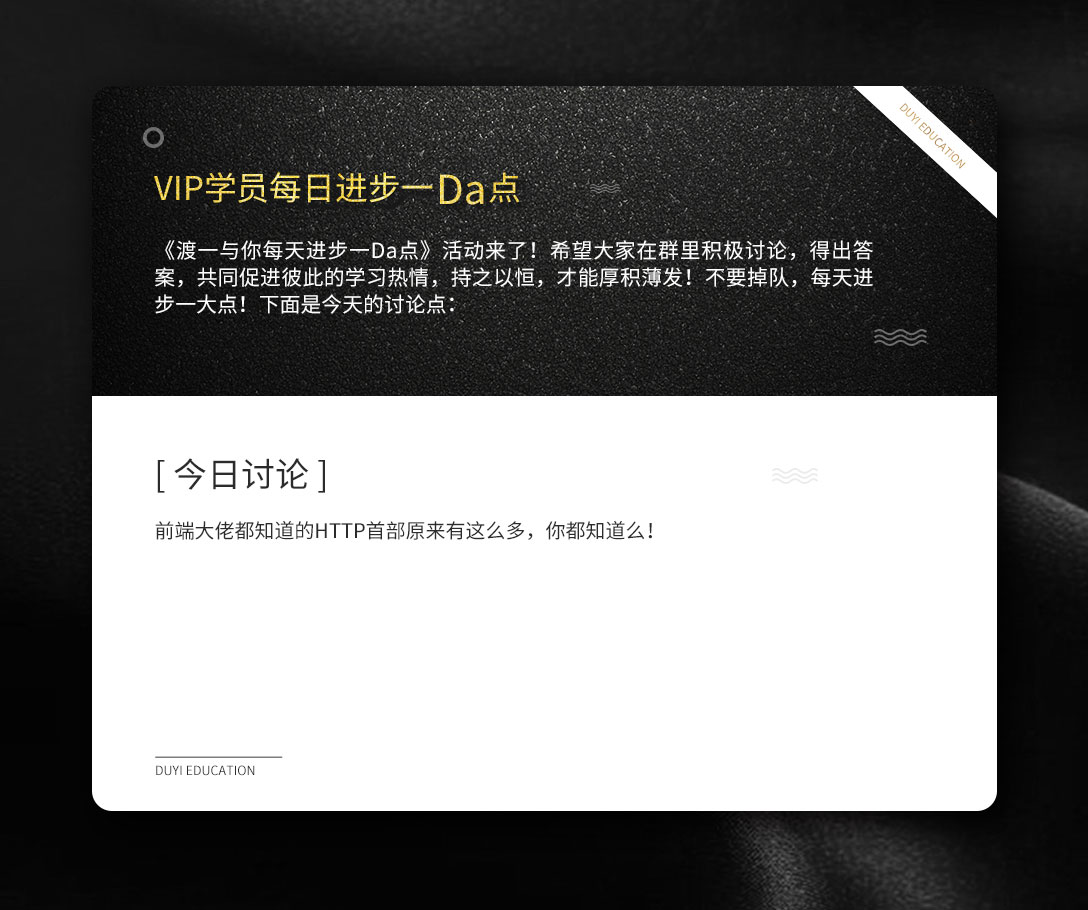 DUYI EDUCATION
VIP学员每日进步一Da点
《渡一与你每天进步一Da点》活动来了！希望大家在群里积极讨论，得出答
案，共同促进彼此的学习热情，持之以恒，才能厚积薄发！不要掉队，每天进
步一大点！下面是今天的讨论点：
[ 今日讨论 ]
前端大佬都知道的HTTP首部原来有这么多，你都知道么！
DUYI EDUCATION